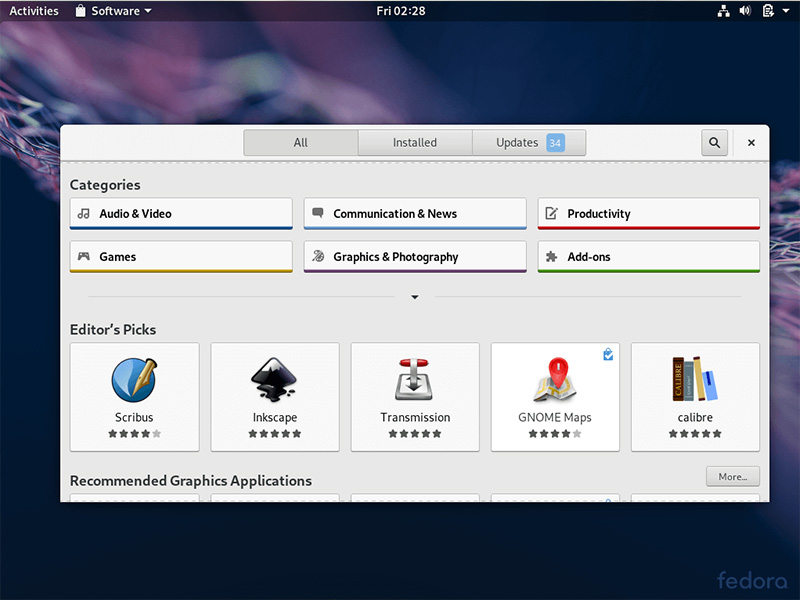 Activities Software Fri 02:28
All Installed Updates 34
Categories
Audio & Video Communication & News Productivity
Games Graphics & Photography Add-ons
Editor's Picks
Scribus Inkscape Transmission GNOME Maps calibre
Recommended Graphics Applications More...
CALIBRE
fedora